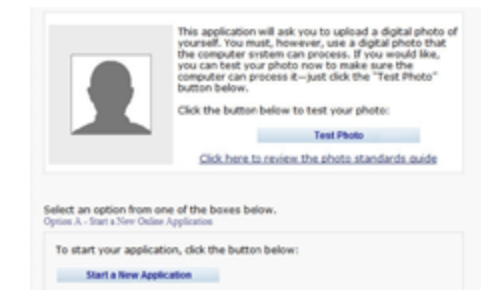 This application will ask you to upload a digital photo of
yourself. You must, however, use a digital photo that
the computer system can process. If you would like,
you can test your photo now to make sure the
computer can process it—just click the "Test Photo"
button below.
Click the button below to test your photo:
Test Photo
Click here to review the photo standards guide
Select an option from one of the boxes below.
Option A - Start a New Online Application
To start your application, click the button below:
Start a New Application